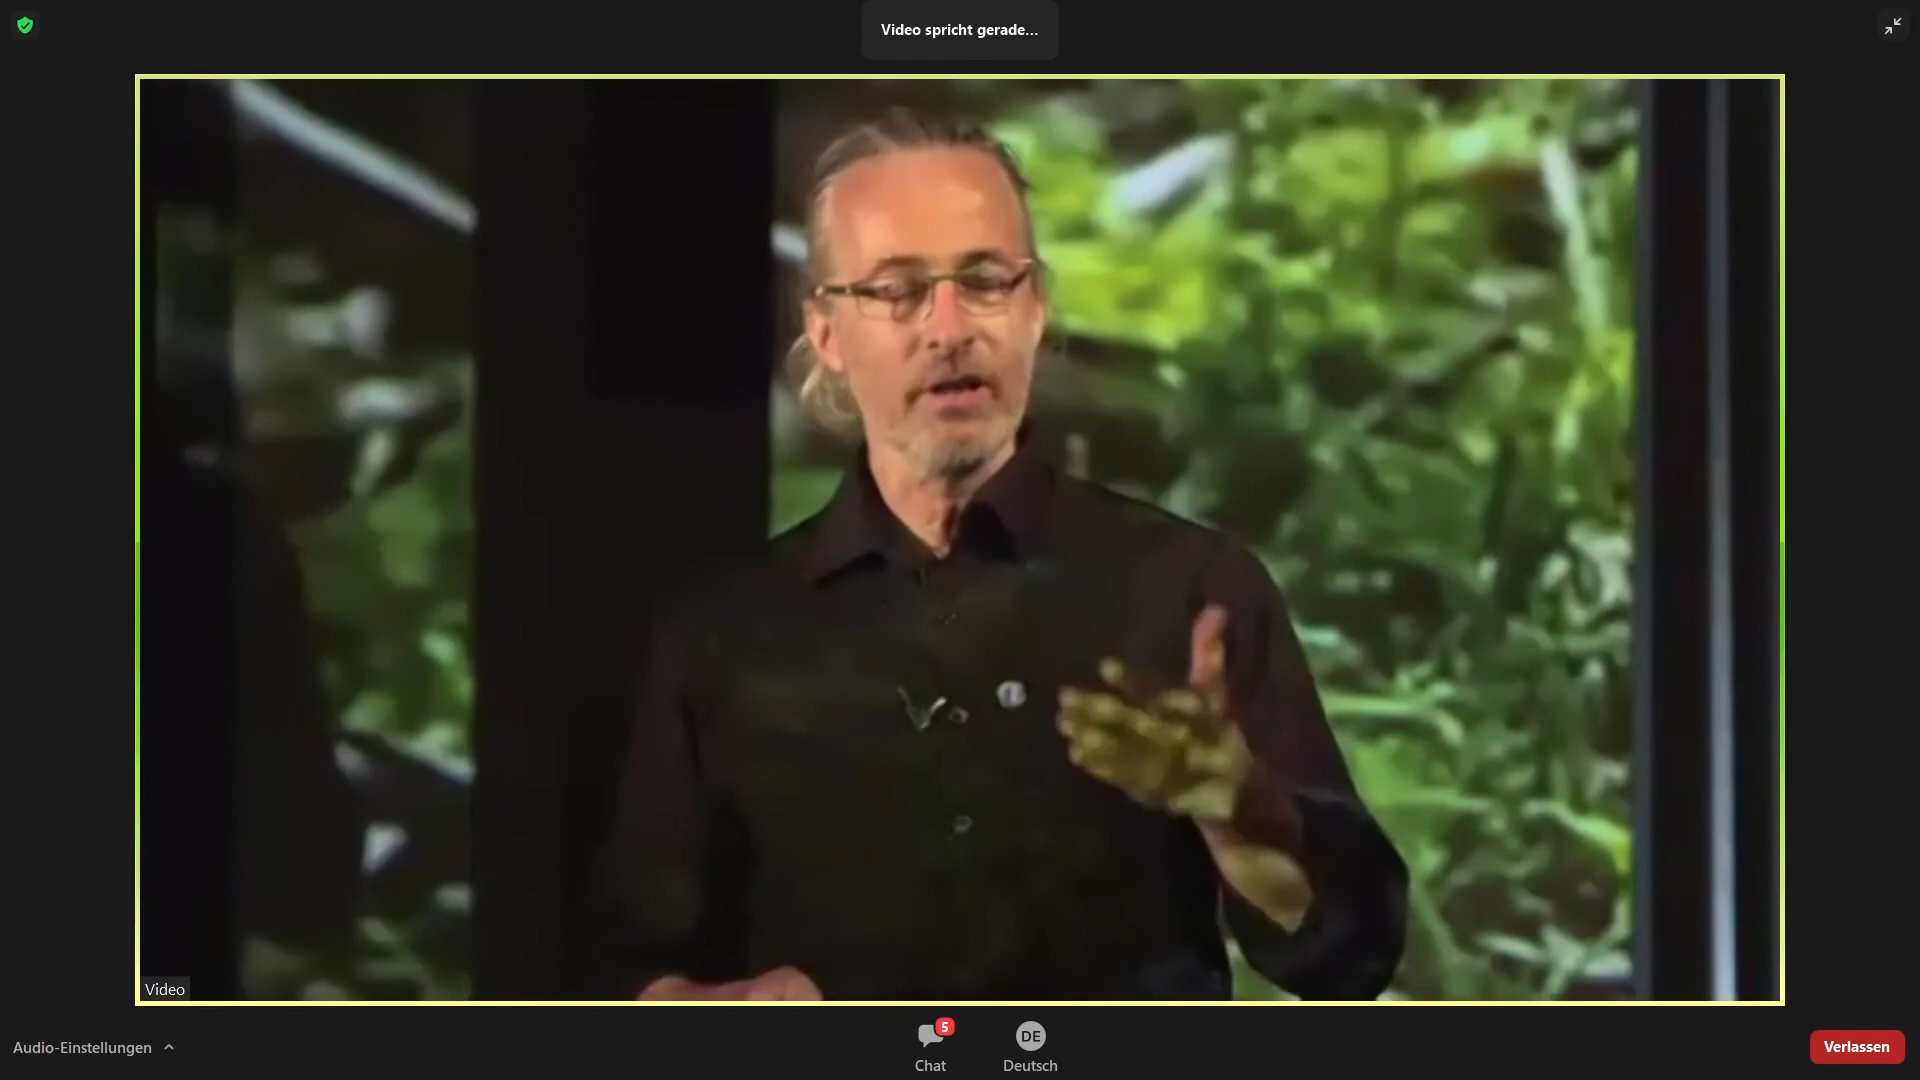 Video spricht gerade...
Video
Audio-Einstellungen
5
Chat
DE
Deutsch
Verlassen